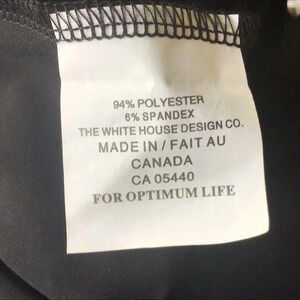 94% POLYESTER
6% SPANDEX
THE WHITE HOUSE DESIGN CO.
MADE IN / FAIT AU
CANADA
CA 05440
FOR OPTIMUM LIFE